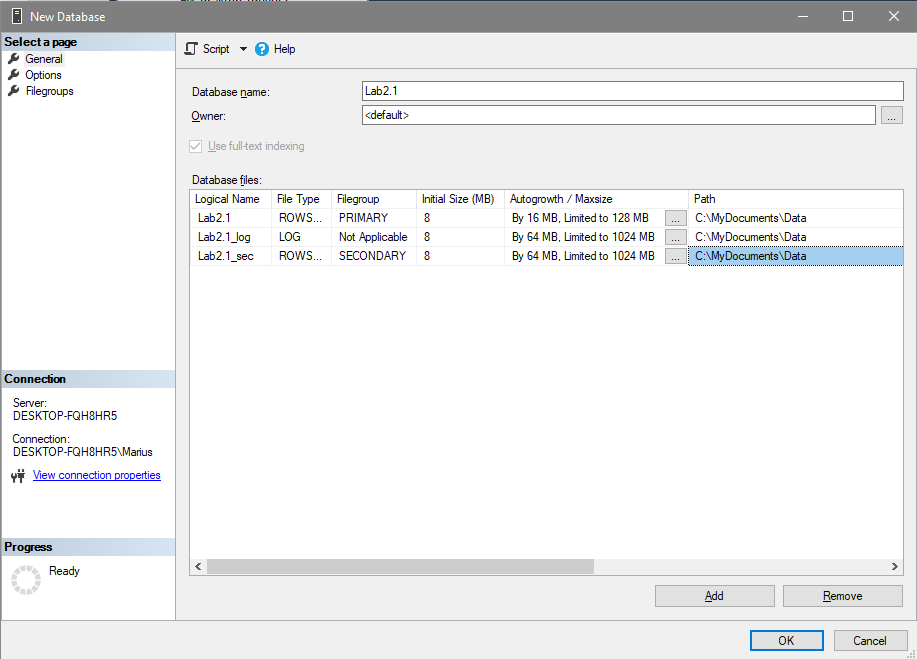 New Database
Select a page
General
Options
Filegroups
Script
Help
Database name:
Lab2.1
Owner:
<default>
...
Use full-text indexing
Database files:
Logical Name File Type Filegroup Initial Size (MB) Autogrowth / Maxsize Path
Lab2.1 ROWS... PRIMARY 8 By 16 MB, Limited to 128 MB ... C:\MyDocuments\Data
Lab2.1_log LOG Not Applicable 8 By 64 MB, Limited to 1024 MB ... C:\MyDocuments\Data
Lab2.1_sec ROWS... SECONDARY 8 By 64 MB, Limited to 1024 MB ... C:\MyDocuments\Data
Connection
Server:
DESKTOP-FQH8HR5
Connection:
DESKTOP-FQH8HR5\Marius
View connection properties
Progress
Ready
Add
Remove
OK
Cancel